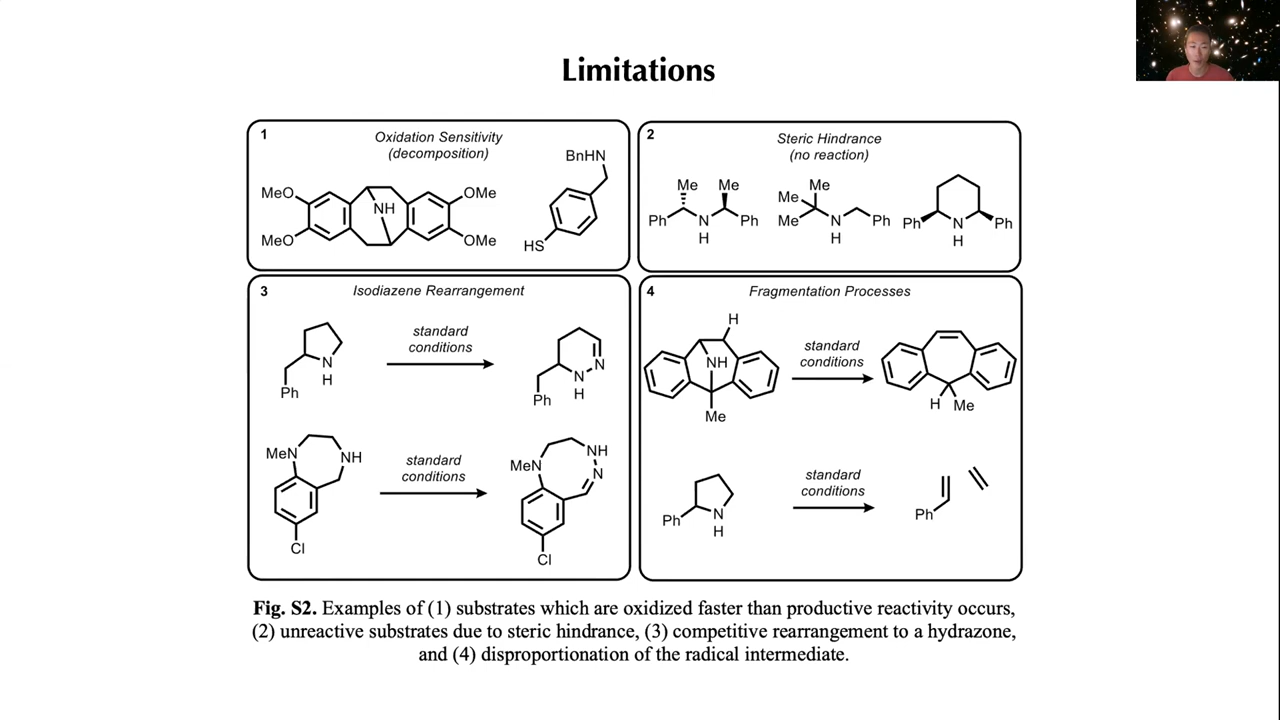 Limitations
1
Oxidation Sensitivity
(decomposition)
MeO
MeO
NH
OMe
OMe
BnHN
HS
2
Steric Hindrance
(no reaction)
Me
Me
Ph
N
H
Ph
Me
Me
Me
N
H
Ph
Ph
N
H
Ph
3
Isodiazene Rearrangement
N
H
Ph
standard
conditions
N
N
H
Ph
MeN
NH
Cl
standard
conditions
MeN
NH
N
Cl
4
Fragmentation Processes
H
NH
Me
standard
conditions
H
Me
Ph
N
H
standard
conditions
Ph
Fig. S2. Examples of (1) substrates which are oxidized faster than productive reactivity occurs,
(2) unreactive substrates due to steric hindrance, (3) competitive rearrangement to a hydrazone,
and (4) disproportionation of the radical intermediate.